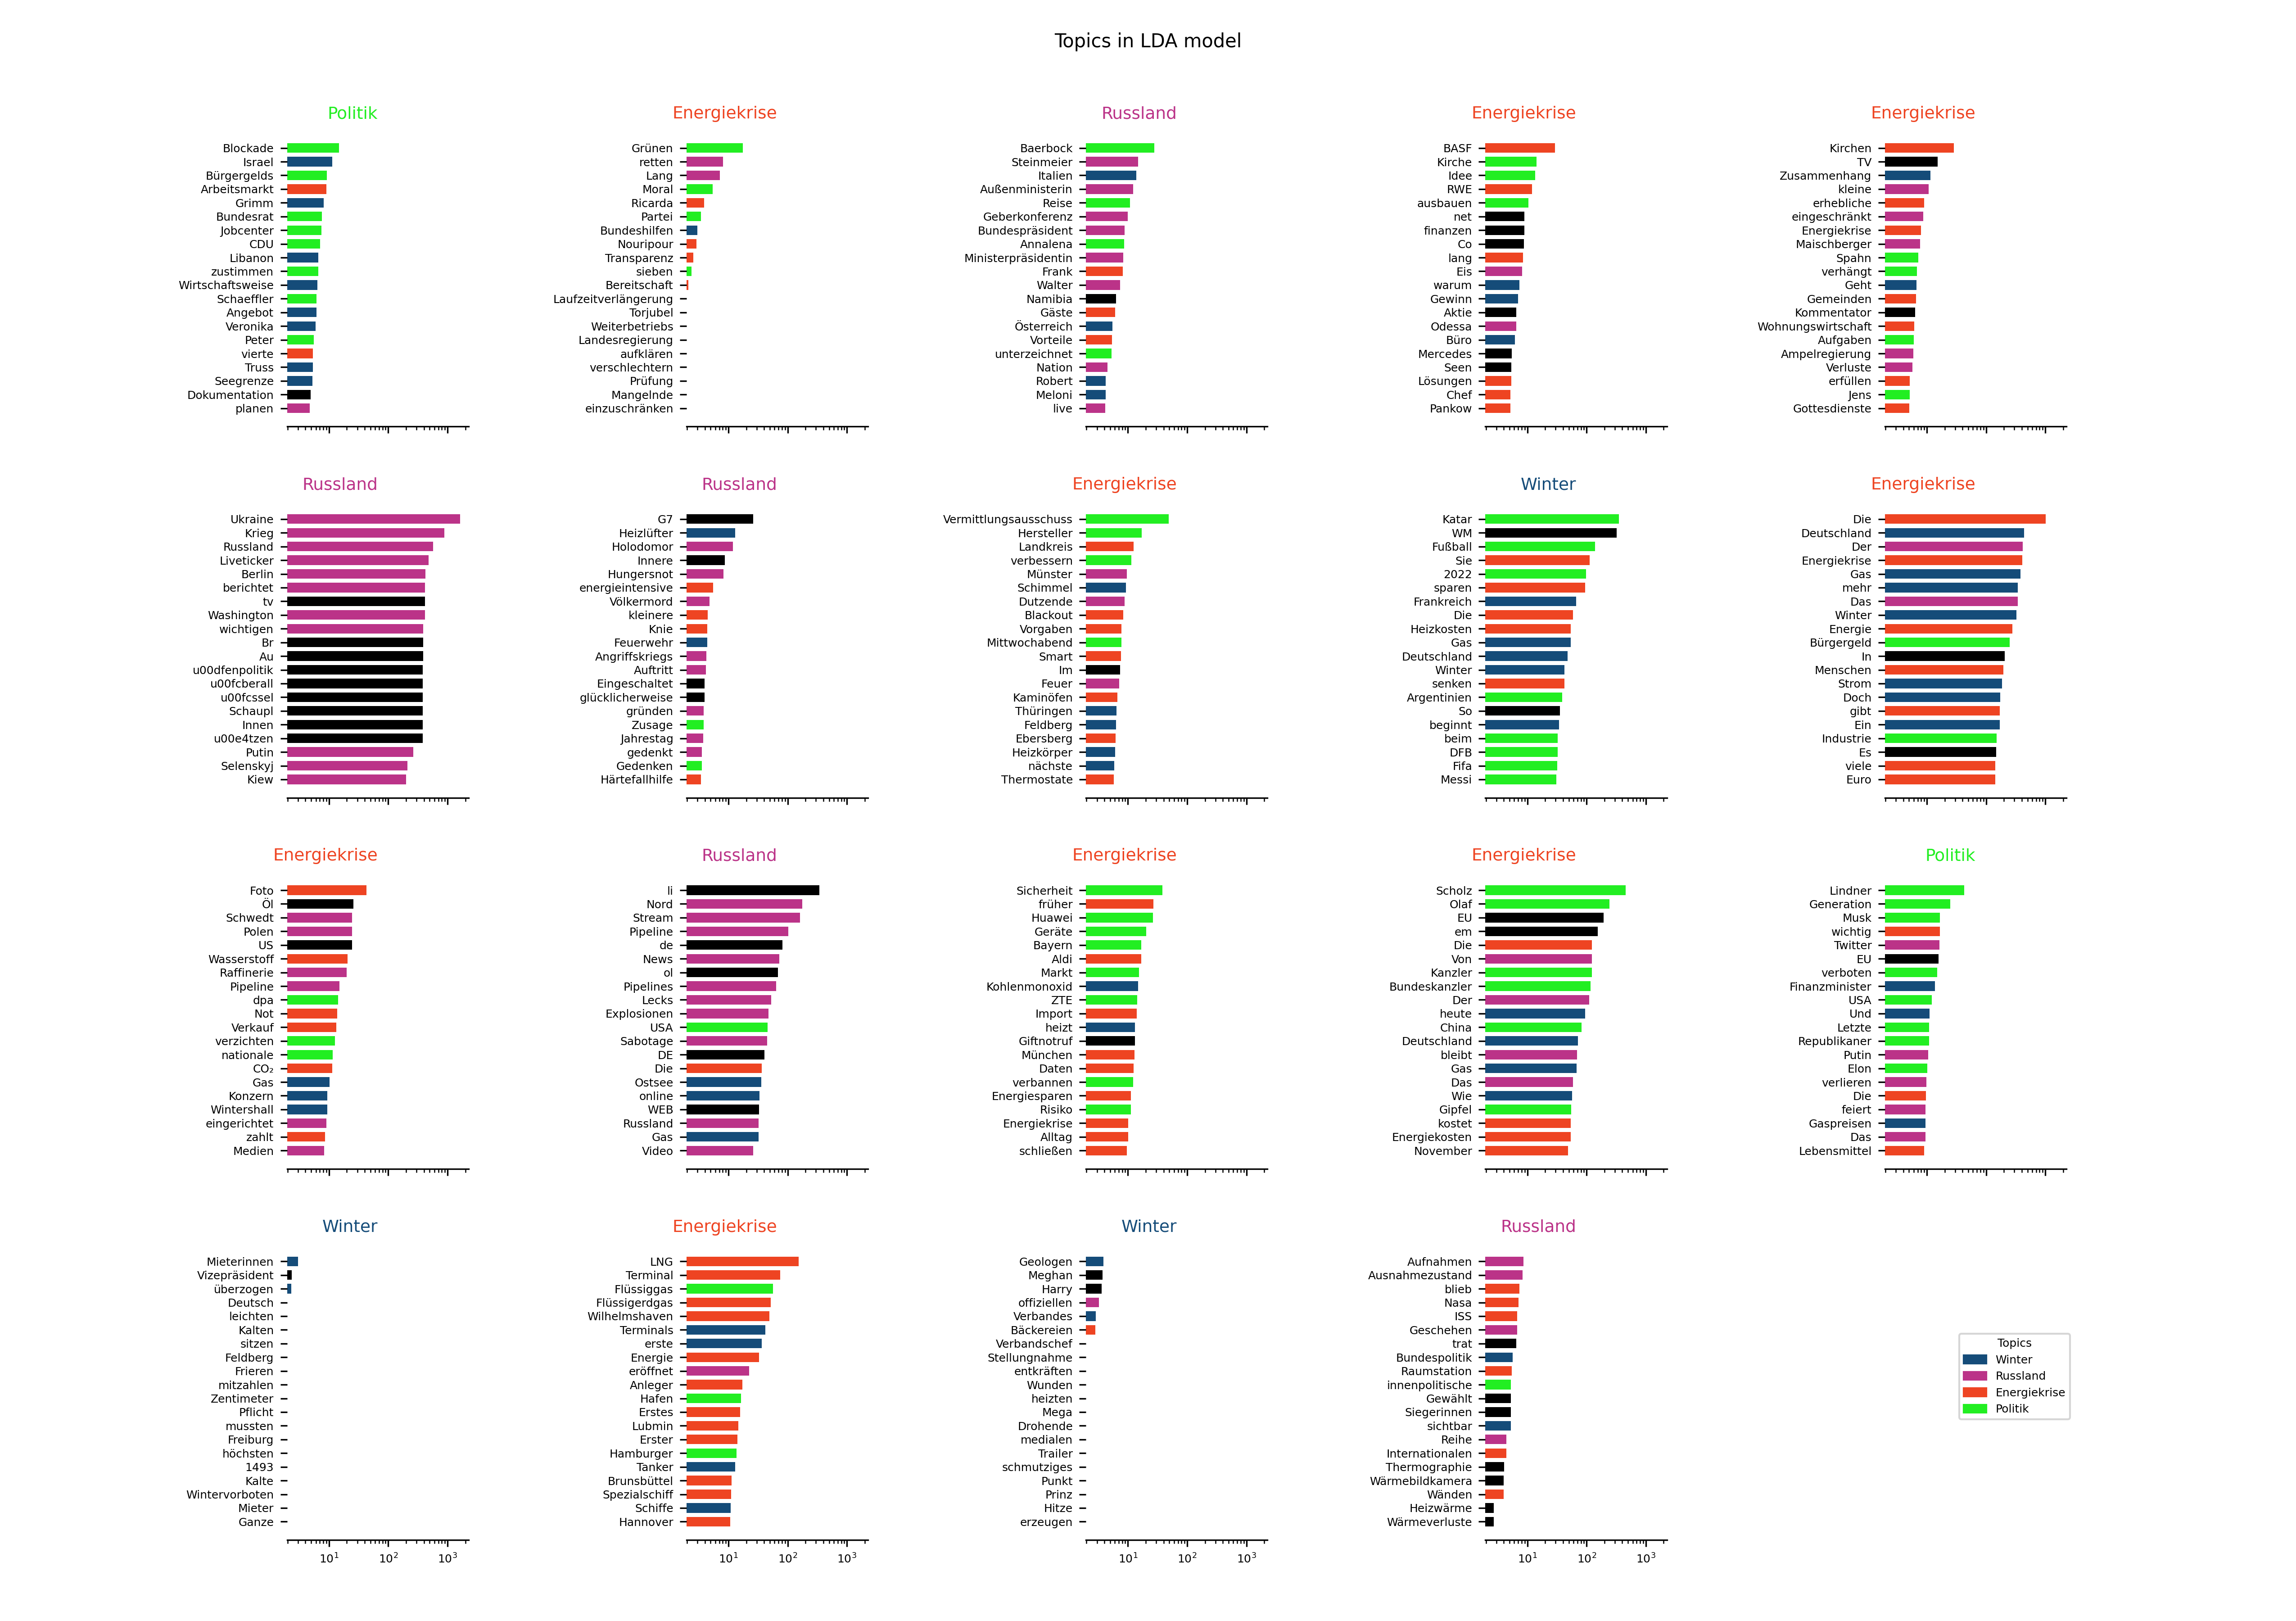 Topics in LDA model
Politik
Blockade
Israel
Bürgergelds
Arbeitsmarkt
Grimm
Bundesrat
Jobcenter
CDU
Libanon
zustimmen
Wirtschaftsweise
Schaeffler
Angebot
Veronika
Peter
vierte
Truss
Seegrenze
Dokumentation
planen
Energiekrise
Grünen
retten
Lang
Moral
Ricarda
Partei
Bundeshilfen
Nouripour
Transparenz
sieben
Bereitschaft
Laufzeitverlängerung
Torjubel
Weiterbetriebs
Landesregierung
aufklären
verschlechtern
Prüfung
Mangelnde
einzuschränken
Russland
Baerbock
Steinmeier
Italien
Außenministerin
Reise
Geberkonferenz
Bundespräsident
Annalena
Ministerpräsidentin
Frank
Walter
Namibia
Gäste
Österreich
Vorteile
unterzeichnet
Nation
Robert
Meloni
live
Energiekrise
BASF
Kirche
Idee
RWE
ausbauen
net
finanzen
Co
lang
Eis
warum
Gewinn
Aktie
Odessa
Büro
Mercedes
Seen
Lösungen
Chef
Pankow
Energiekrise
Kirchen
TV
Zusammenhang
kleine
erhebliche
eingeschränkt
Energiekrise
Maischberger
Spahn
verhängt
Geht
Gemeinden
Kommentator
Wohnungswirtschaft
Aufgaben
Ampelregierung
Verluste
erfüllen
Jens
Gottesdienste
Russland
Ukraine
Krieg
Russland
Liveticker
Berlin
berichtet
tv
Washington
wichtigen
Br
Au
u00dfenpolitik
u00fcberall
u00fcssel
Schaupl
Innen
u00e4tzen
Putin
Selenskyj
Kiew
Russland
G7
Heizlüfter
Holodomor
Innere
Hungersnot
energieintensive
Völkermord
kleinere
Knie
Feuerwehr
Angriffskriegs
Auftritt
Eingeschaltet
glücklicherweise
gründen
Zusage
Jahrestag
gedenkt
Gedenken
Härtefallhilfe
Energiekrise
Vermittlungsausschuss
Hersteller
Landkreis
verbessern
Münster
Schimmel
Dutzende
Blackout
Vorgaben
Mittwochabend
Smart
Im
Feuer
Kaminöfen
Thüringen
Feldberg
Ebersberg
Heizkörper
nächste
Thermostate
Winter
Katar
WM
Fußball
Sie
2022
sparen
Frankreich
Die
Heizkosten
Gas
Deutschland
Winter
senken
Argentinien
So
beginnt
beim
DFB
Fifa
Messi
Energiekrise
Die
Deutschland
Der
Energiekrise
Gas
mehr
Das
Winter
Energie
Bürgergeld
In
Menschen
Strom
Doch
gibt
Ein
Industrie
Es
viele
Euro
Energiekrise
Foto
Öl
Schwedt
Polen
US
Wasserstoff
Raffinerie
Pipeline
dpa
Not
Verkauf
verzichten
nationale
CO₂
Gas
Konzern
Wintershall
eingerichtet
zahlt
Medien
Russland
li
Nord
Stream
Pipeline
de
News
ol
Pipelines
Lecks
Explosionen
USA
Sabotage
DE
Die
Ostsee
online
WEB
Russland
Gas
Video
Energiekrise
Sicherheit
früher
Huawei
Geräte
Bayern
Aldi
Markt
Kohlenmonoxid
ZTE
Import
heizt
Giftnotruf
München
Daten
verbannen
Energiesparen
Risiko
Energiekrise
Alltag
schließen
Energiekrise
Scholz
Olaf
EU
em
Die
Von
Kanzler
Bundeskanzler
Der
heute
China
Deutschland
bleibt
Gas
Das
Wie
Gipfel
kostet
Energiekosten
November
Politik
Lindner
Generation
Musk
wichtig
Twitter
EU
verboten
Finanzminister
USA
Und
Letzte
Republikaner
Putin
Elon
verlieren
Die
feiert
Gaspreisen
Das
Lebensmittel
Winter
Mieterinnen
Vizepräsident
überzogen
Deutsch
leichten
Kalten
sitzen
Feldberg
Frieren
mitzahlen
Zentimeter
Pflicht
mussten
Freiburg
höchsten
1493
Kalte
Wintervorboten
Mieter
Ganze
10¹ 10² 10³
Energiekrise
LNG
Terminal
Flüssiggas
Flüssigerdgas
Wilhelmshaven
Terminals
erste
Energie
eröffnet
Anleger
Hafen
Erstes
Lubmin
Erster
Hamburger
Tanker
Brunsbüttel
Spezialschiff
Schiffe
Hannover
10¹ 10² 10³
Winter
Geologen
Meghan
Harry
offiziellen
Verbandes
Bäckereien
Verbandschef
Stellungnahme
entkräften
Wunden
heizten
Mega
Drohende
medialen
Trailer
schmutziges
Punkt
Prinz
Hitze
erzeugen
10¹ 10² 10³
Russland
Aufnahmen
Ausnahmezustand
blieb
Nasa
ISS
Geschehen
trat
Bundespolitik
Raumstation
innenpolitische
Gewählt
Siegerinnen
sichtbar
Reihe
Internationalen
Thermographie
Wärmebildkamera
Wänden
Heizwärme
Wärmeverluste
10¹ 10² 10³
Topics
Winter
Russland
Energiekrise
Politik